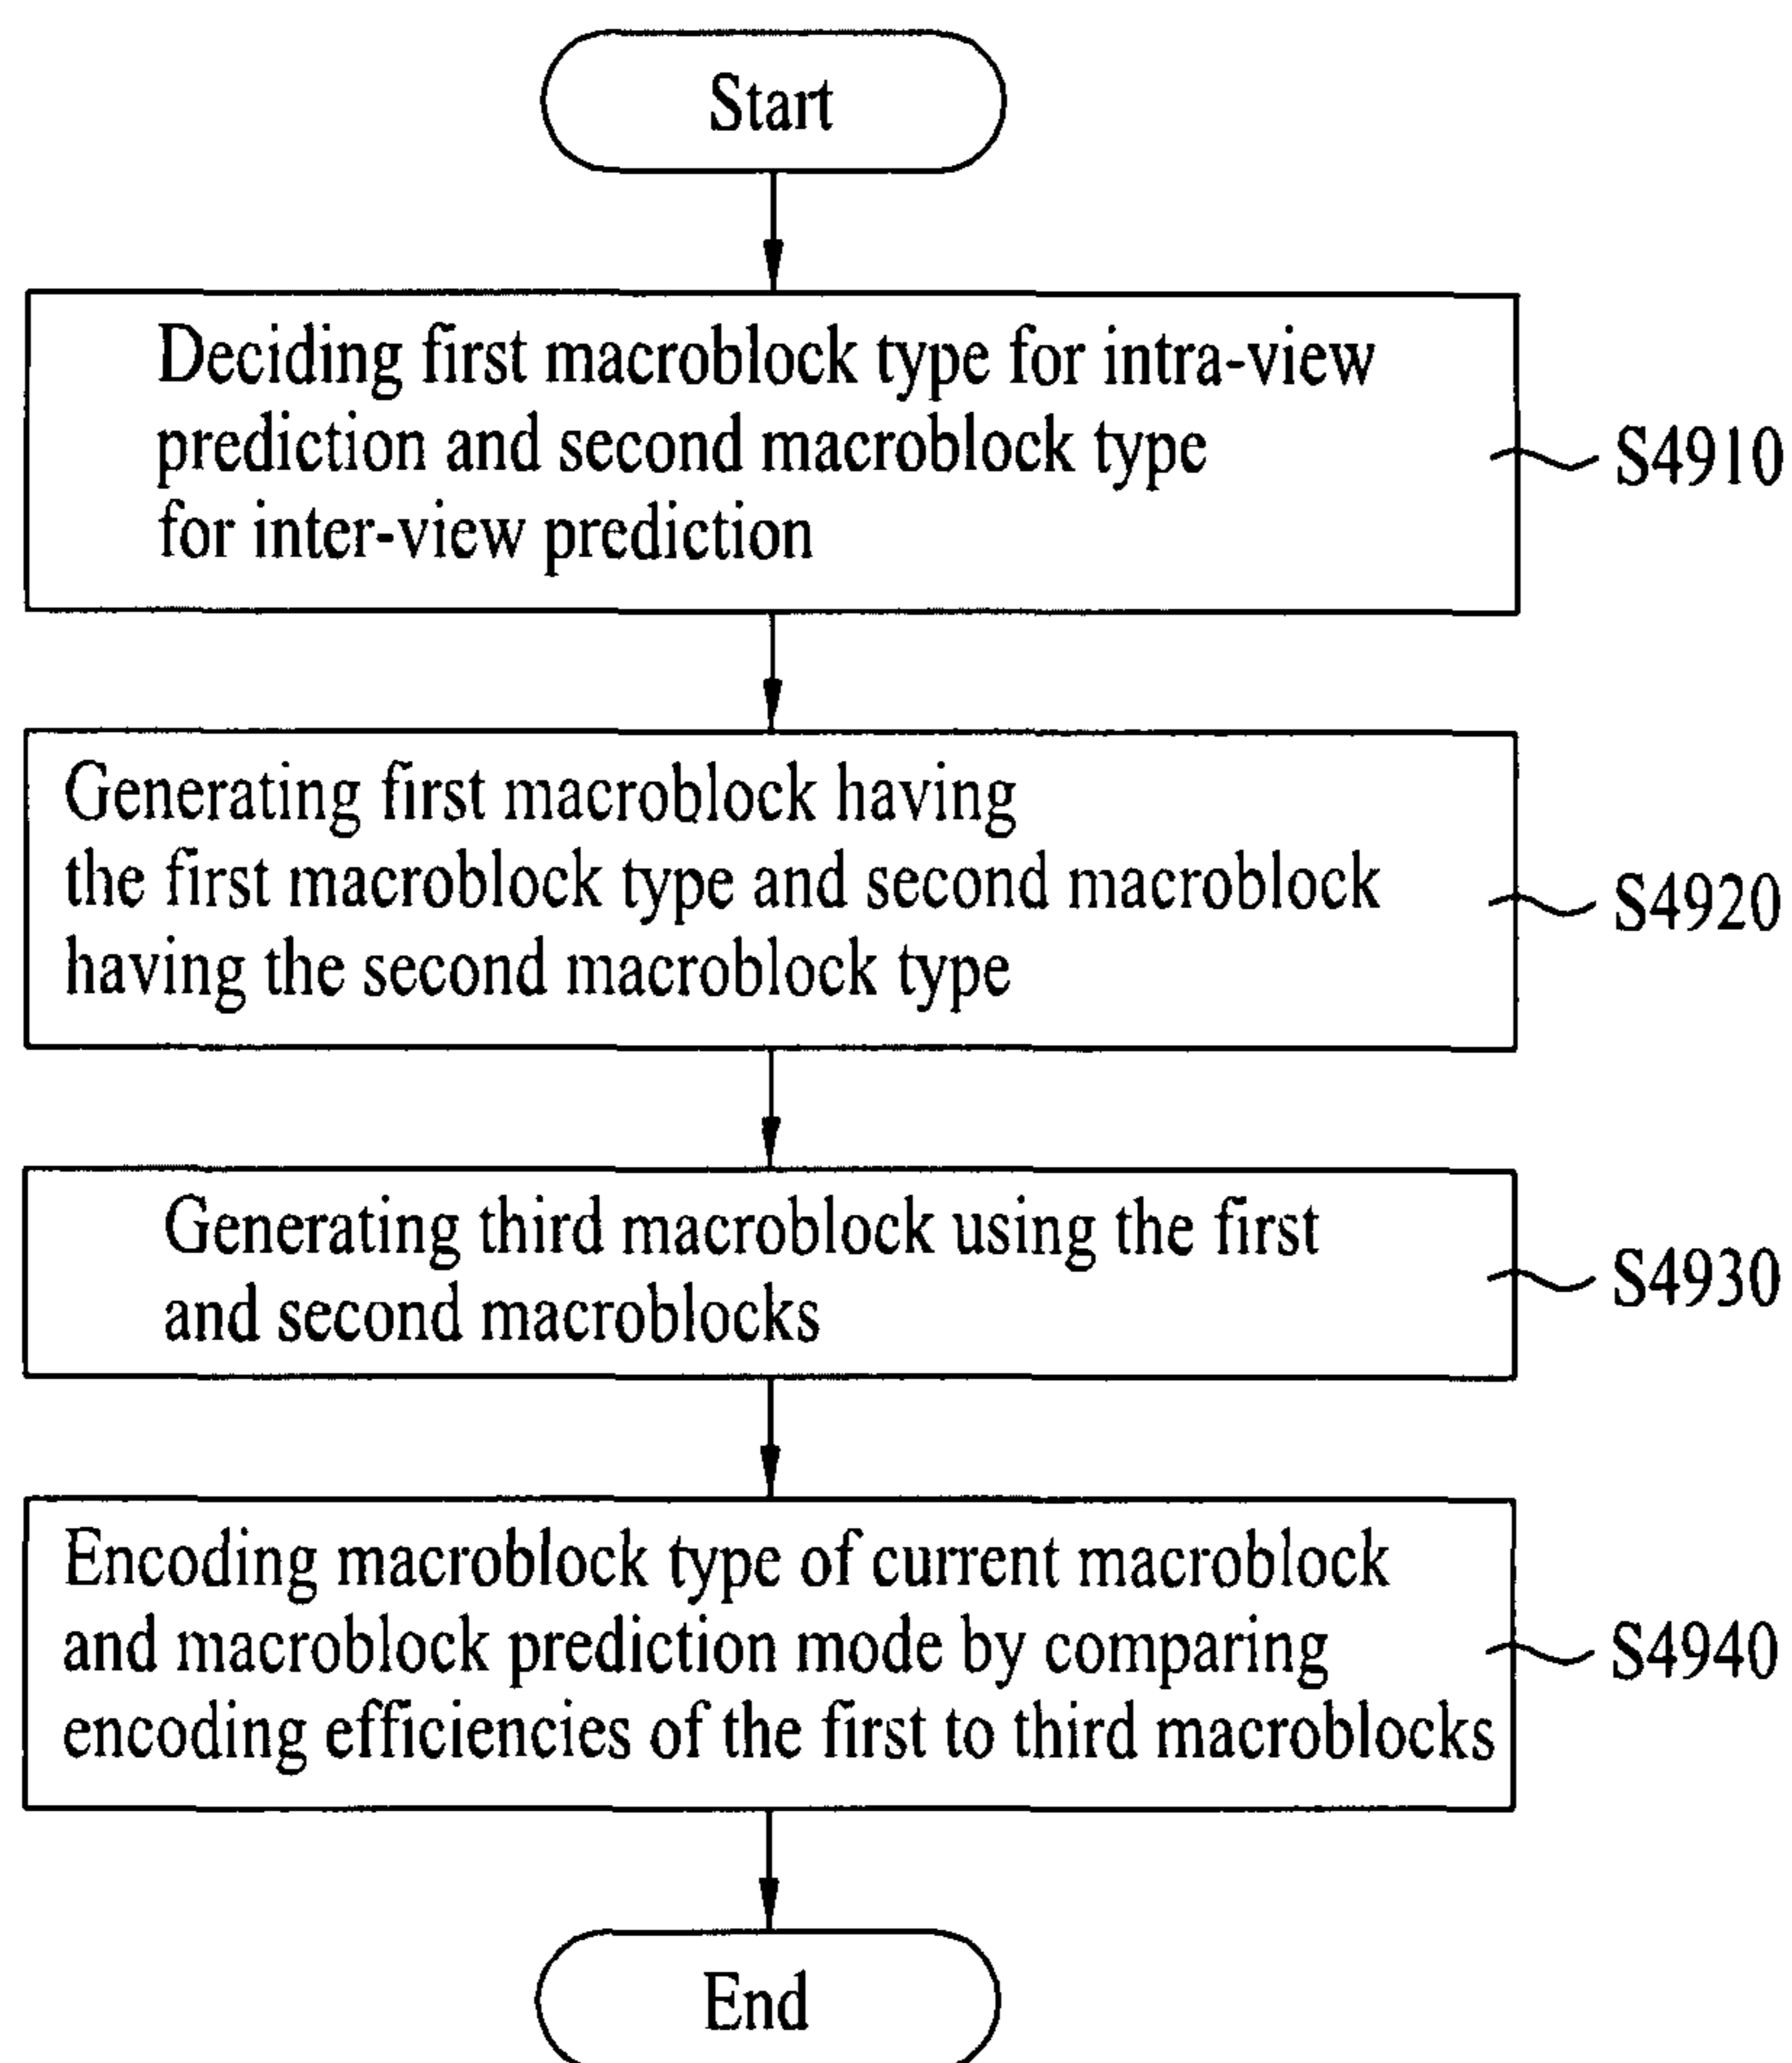 Start
Deciding first macroblock type for intra-view
prediction and second macroblock type
for inter-view prediction
S4910
Generating first macroblock having
the first macroblock type and second macroblock
having the second macroblock type
S4920
Generating third macroblock using the first
and second macroblocks
S4930
Encoding macroblock type of current macroblock
and macroblock prediction mode by comparing
encoding efficiencies of the first to third macroblocks
S4940
End